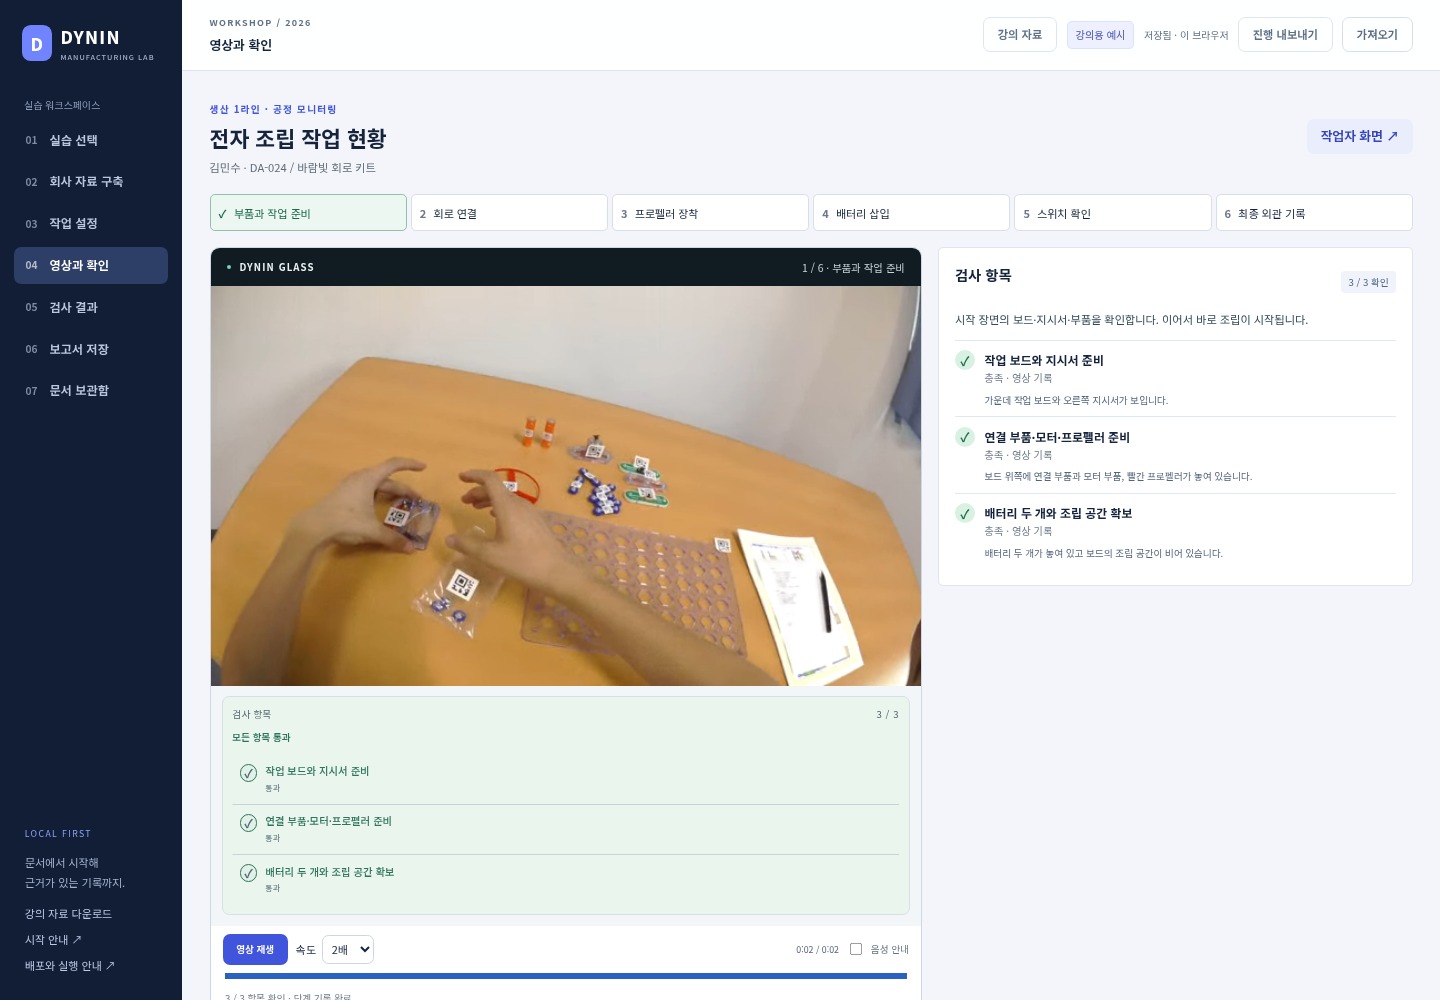 D DYNIN
MANUFACTURING LAB
실습 워크스페이스
01 실습 선택
02 회사 자료 구축
03 작업 설정
04 영상과 확인
05 검사 결과
06 보고서 저장
07 문서 보관함
LOCAL FIRST
문서에서 시작해
근거가 있는 기록까지.
강의 자료 다운로드
시작 안내 ↗
배포와 실행 안내 ↗
WORKSHOP / 2026
영상과 확인
강의 자료
강의용 예시
저장됨 · 이 브라우저
진행 내보내기
가져오기
생산 1라인 · 공정 모니터링
전자 조립 작업 현황
김민수 · DA-024 / 바람빛 회로 키트
작업자 화면 ↗
✓ 부품과 작업 준비
2 회로 연결
3 프로펠러 장착
4 배터리 삽입
5 스위치 확인
6 최종 외관 기록
DYNIN GLASS
1 / 6 · 부품과 작업 준비
검사 항목
3 / 3
모든 항목 통과
작업 보드와 지시서 준비
통과
연결 부품·모터·프로펠러 준비
통과
배터리 두 개와 조립 공간 확보
통과
영상 재생
속도
2배
0:02 / 0:02
음성 안내
3 / 3 항목 확인 · 단계 기록 완료
검사 항목
3 / 3 확인
시작 장면의 보드·지시서·부품을 확인합니다. 이어서 바로 조립이 시작됩니다.
작업 보드와 지시서 준비
충족 · 영상 기록
가운데 작업 보드와 오른쪽 지시서가 보입니다.
연결 부품·모터·프로펠러 준비
충족 · 영상 기록
보드 위쪽에 연결 부품과 모터 부품, 빨간 프로펠러가 놓여 있습니다.
배터리 두 개와 조립 공간 확보
충족 · 영상 기록
배터리 두 개가 놓여 있고 보드의 조립 공간이 비어 있습니다.